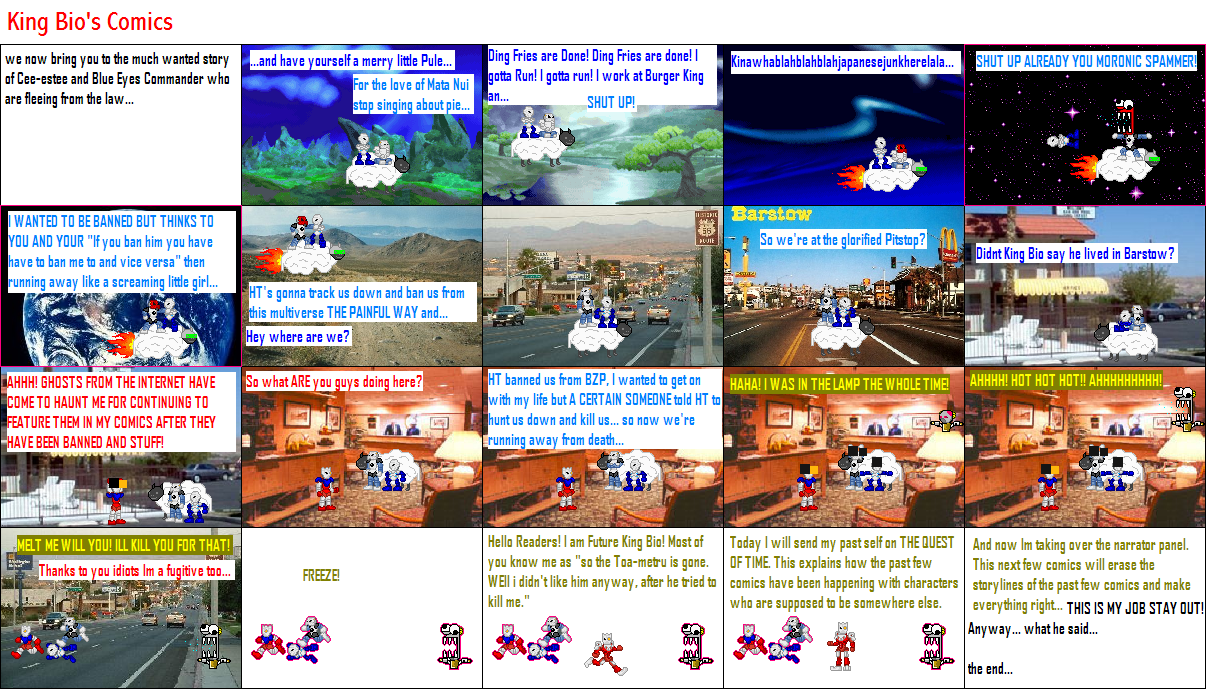 King Bio's Comics
we now bring you to the much wanted story
of Cee-estee and Blue Eyes Commander who
are fleeing from the law...
...and have yourself a merry little Pule...
For the love of Mata Nui
stop singing about pie...
Ding Fries are Done! Ding Fries are done! I
gotta Run! I gotta run! I work at Burger King
an...
SHUT UP!
Kinawhablahblahblahjapanesejunkherelala...
SHUT UP ALREADY YOU MORONIC SPAMMER!
I WANTED TO BE BANNED BUT THINKS TO
YOU AND YOUR "If you ban him you have
have to ban me to and vice versa" then
running away like a screaming little girl...
HT's gonna track us down and ban us from
this multiverse THE PAINFUL WAY and...
Hey where are we?
HISTORIC
66
ROUTE
Barstow
So we're at the glorified Pitstop?
Didnt King Bio say he lived in Barstow?
AHHH! GHOSTS FROM THE INTERNET HAVE
COME TO HAUNT ME FOR CONTINUING TO
FEATURE THEM IN MY COMICS AFTER THEY
HAVE BEEN BANNED AND STUFF!
So what ARE you guys doing here?
HT banned us from BZP, I wanted to get on
with my life but A CERTAIN SOMEONE told HT to
hunt us down and kill us... so now we're
running away from death...
HAHA! I WAS IN THE LAMP THE WHOLE TIME!
AHHHH! HOT HOT HOT!! AHHHHHHHHH!
MELT ME WILL YOU! ILL KILL YOU FOR THAT!
Thanks to you idiots Im a fugitive too...
FREEZE!
Hello Readers! I am Future King Bio! Most of
you know me as "so the Toa-metru is gone.
WEll i didn't like him anyway, after he tried to
kill me."
Today I will send my past self on THE QUEST
OF TIME. This explains how the past few
comics have been happening with characters
who are supposed to be somewhere else.
And now Im taking over the narrator panel.
This next few comics will erase the
storylines of the past few comics and make
everything right... THIS IS MY JOB STAY OUT!
Anyway... what he said...
the end...